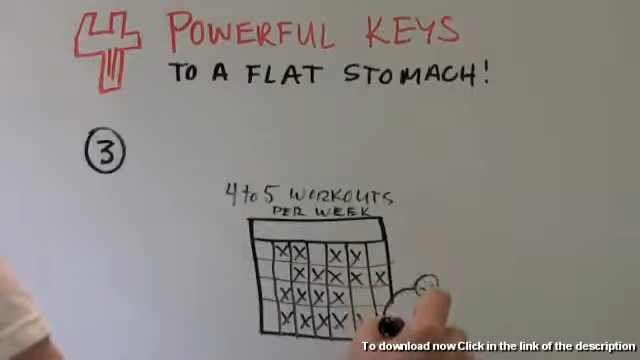 4 POWERFUL KEYS
TO A FLAT STOMACH!
3
4 to 5 WORKOUTS
PER WEEK
X X X X
X X X X X
X X X X
X X X X X
To download now Click in the link of the description